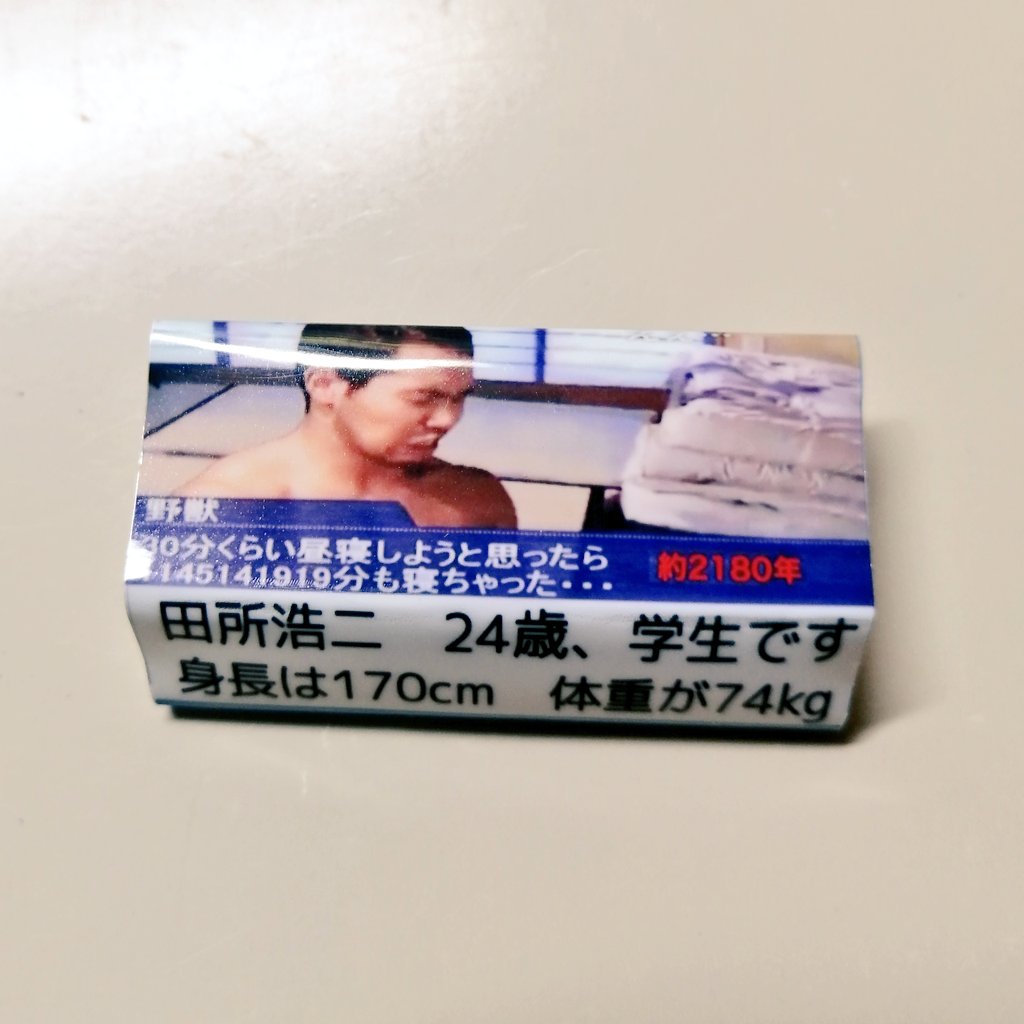 野獣
10分くらい昼寝しようと思ったら
1145141919分も寝ちゃった・・・
約2180年
田所浩二 24歳、学生です
身長は170cm 体重が74kg